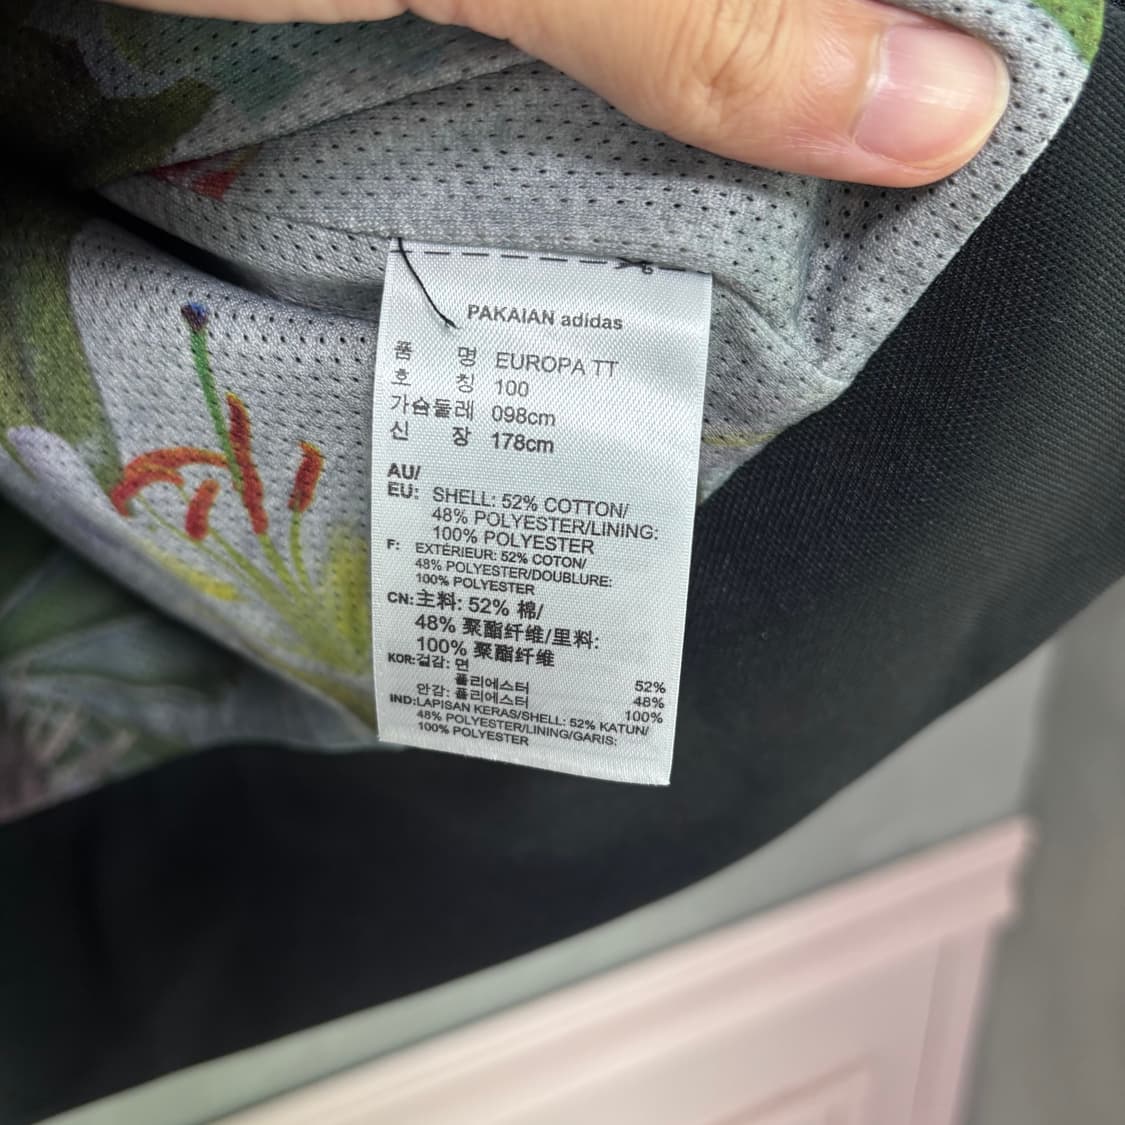 PAKAIAN adidas
품 명 EUROPA TT
호 칭 100
가슴둘레 098cm
신 장 178cm
AU/
EU: SHELL: 52% COTTON/
48% POLYESTER/LINING:
100% POLYESTER
F: EXTÉRIEUR: 52% COTON/
48% POLYESTER/DOUBLURE:
100% POLYESTER
CN: 主料: 52% 棉/
48% 聚酯纤维/里料:
100% 聚酯纤维
KOR: 겉감: 면 52%
폴리에스터 48%
안감: 폴리에스터 100%
IND: LAPISAN KERAS/SHELL: 52% KATUN/
48% POLYESTER/LINING/GARIS:
100% POLYESTER